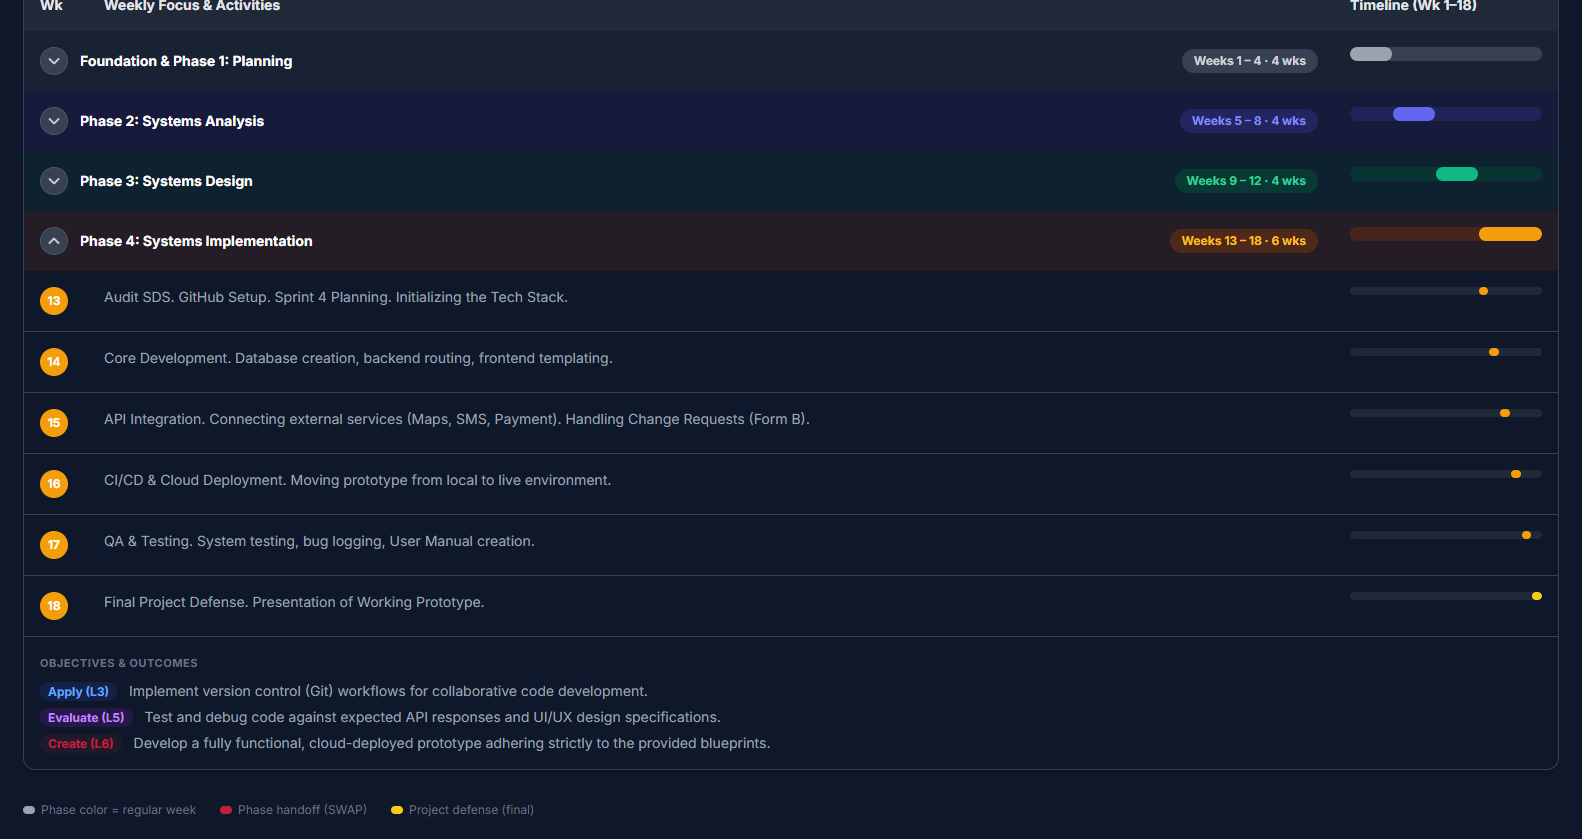 Wk Weekly Focus & Activities Timeline (Wk 1–18)
Foundation & Phase 1: Planning Weeks 1 – 4 · 4 wks
Phase 2: Systems Analysis Weeks 5 – 8 · 4 wks
Phase 3: Systems Design Weeks 9 – 12 · 4 wks
Phase 4: Systems Implementation Weeks 13 – 18 · 6 wks
13 Audit SDS. GitHub Setup. Sprint 4 Planning. Initializing the Tech Stack.
14 Core Development. Database creation, backend routing, frontend templating.
15 API Integration. Connecting external services (Maps, SMS, Payment). Handling Change Requests (Form B).
16 CI/CD & Cloud Deployment. Moving prototype from local to live environment.
17 QA & Testing. System testing, bug logging, User Manual creation.
18 Final Project Defense. Presentation of Working Prototype.
OBJECTIVES & OUTCOMES
Apply (L3) Implement version control (Git) workflows for collaborative code development.
Evaluate (L5) Test and debug code against expected API responses and UI/UX design specifications.
Create (L6) Develop a fully functional, cloud-deployed prototype adhering strictly to the provided blueprints.
Phase color = regular week Phase handoff (SWAP) Project defense (final)